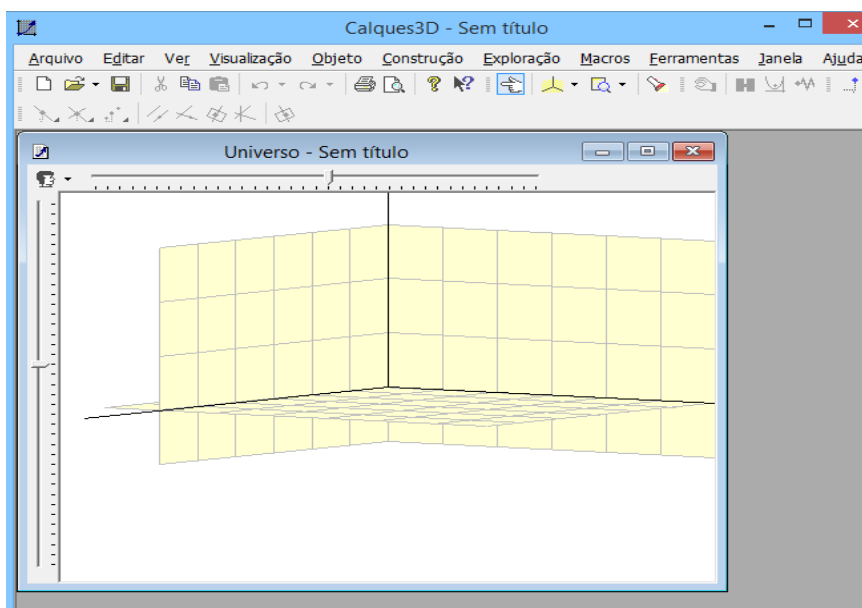 Calques3D - Sem título
Arquivo Editar Ver Visualização Objeto Construção Exploração Macros Ferramentas Janela Ajuda
Universo - Sem título